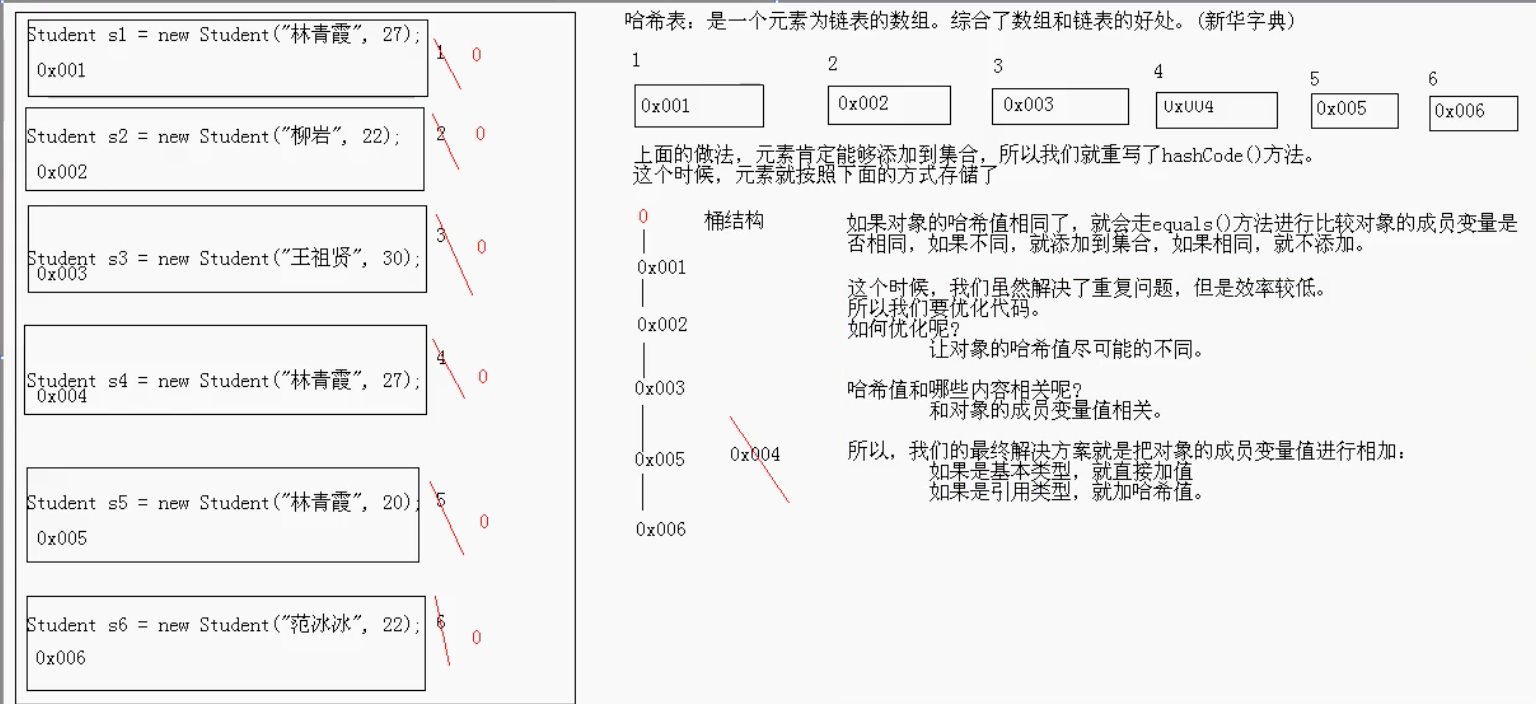 Student s1 = new Student("林青霞", 27);
0x001
1
0
Student s2 = new Student("柳岩", 22);
0x002
2
0
3
0
Student s3 = new Student("王祖贤", 30);
0x003
4
0
Student s4 = new Student("林青霞", 27);
0x004
Student s5 = new Student("林青霞", 20);
0x005
5
0
Student s6 = new Student("范冰冰", 22);
0x006
6
0
哈希表：是一个元素为链表的数组。综合了数组和链表的好处。(新华字典)
1 2 3 4 5 6
0x001 0x002 0x003 0x004 0x005 0x006
上面的做法，元素肯定能够添加到集合，所以我们就重写了hashCode()方法。
这个时候，元素就按照下面的方式存储了
0 桶结构
0x001
0x002
0x003
0x005 0x004
0x006
如果对象的哈希值相同了，就会走equals()方法进行比较对象的成员变量是
否相同，如果不同，就添加到集合，如果相同，就不添加。
这个时候，我们虽然解决了重复问题，但是效率较低。
所以我们要优化代码。
如何优化呢?
让对象的哈希值尽可能的不同。
哈希值和哪些内容相关呢?
和对象的成员变量值相关。
所以，我们的最终解决方案就是把对象的成员变量值进行相加：
如果是基本类型，就直接加值
如果是引用类型，就加哈希值。